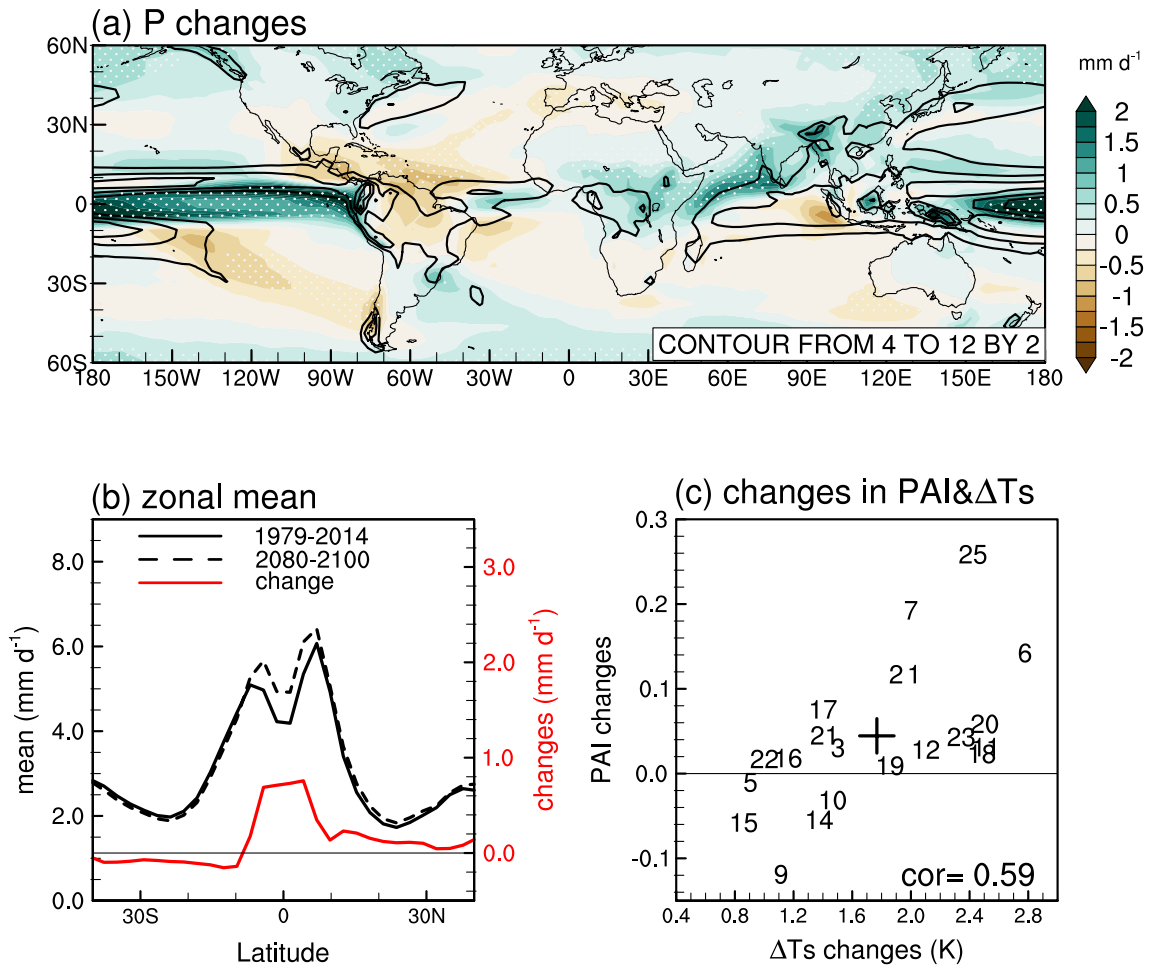 (a) P changes
60N
30N
0
30S
60S
180 150W 120W 90W 60W 30W 0 30E 60E 90E 120E 150E 180
CONTOUR FROM 4 TO 12 BY 2
mm d⁻¹
2
1.5
1
0.5
0
-0.5
-1
-1.5
-2
(b) zonal mean
1979-2014
2080-2100
change
mean (mm d⁻¹)
8.0
6.0
4.0
2.0
0.0
changes (mm d⁻¹)
3.0
2.0
1.0
0.0
30S 0 30N
Latitude
(c) changes in PAI&ΔTs
PAI changes
0.3
0.2
0.1
0.0
-0.1
25
7
6
21
17
20
21
23
3
12
11
18
22
16
19
5
30
15
14
9
cor= 0.59
0.4 0.8 1.2 1.6 2.0 2.4 2.8
ΔTs changes (K)